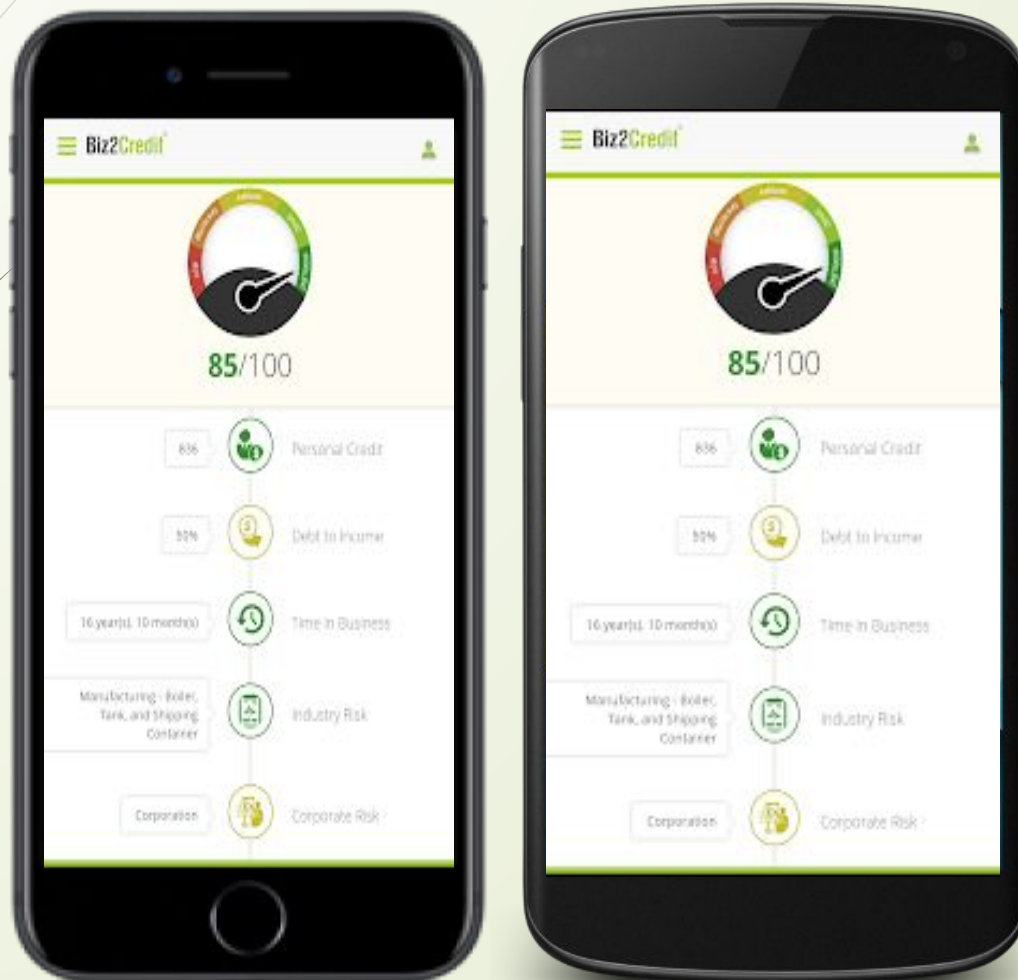 Biz2Credit
85/100
836
Personal Credit
50%
Debt to Income
16 year(s), 10 month(s)
Time in Business
Manufacturing - Boiler,
Tank, and Shipping
Container
Industry Risk
Corporation
Corporate Risk
Biz2Credit
85/100
836
Personal Credit
50%
Debt to Income
16 year(s), 10 month(s)
Time in Business
Manufacturing - Boiler,
Tank, and Shipping
Container
Industry Risk
Corporation
Corporate Risk